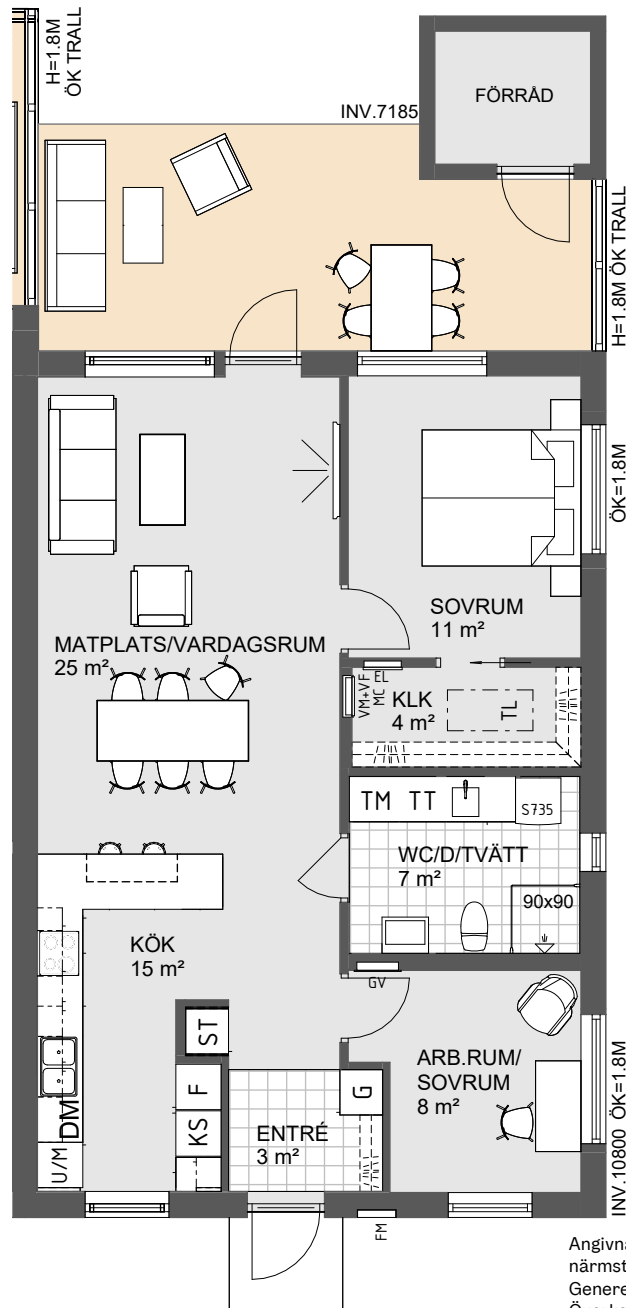 H=1.8M
ÖK TRALL
INV.7185
FÖRRÅD
H=1.8M ÖK TRALL
ÖK=1.8M
SOVRUM
11 m²
MATPLATS/VARDAGSRUM
25 m²
VM+VF
MC
EL
KLK
4 m²
TL
TM TT
S735
WC/D/TVÄTT
7 m²
90x90
KÖK
15 m²
GV
ST
ARB.RUM/
SOVRUM
8 m²
F
G
KS
ENTRÉ
3 m²
DM
U/M
INV.10800 ÖK=1.8M
FM
Angivna
närmst
Genere